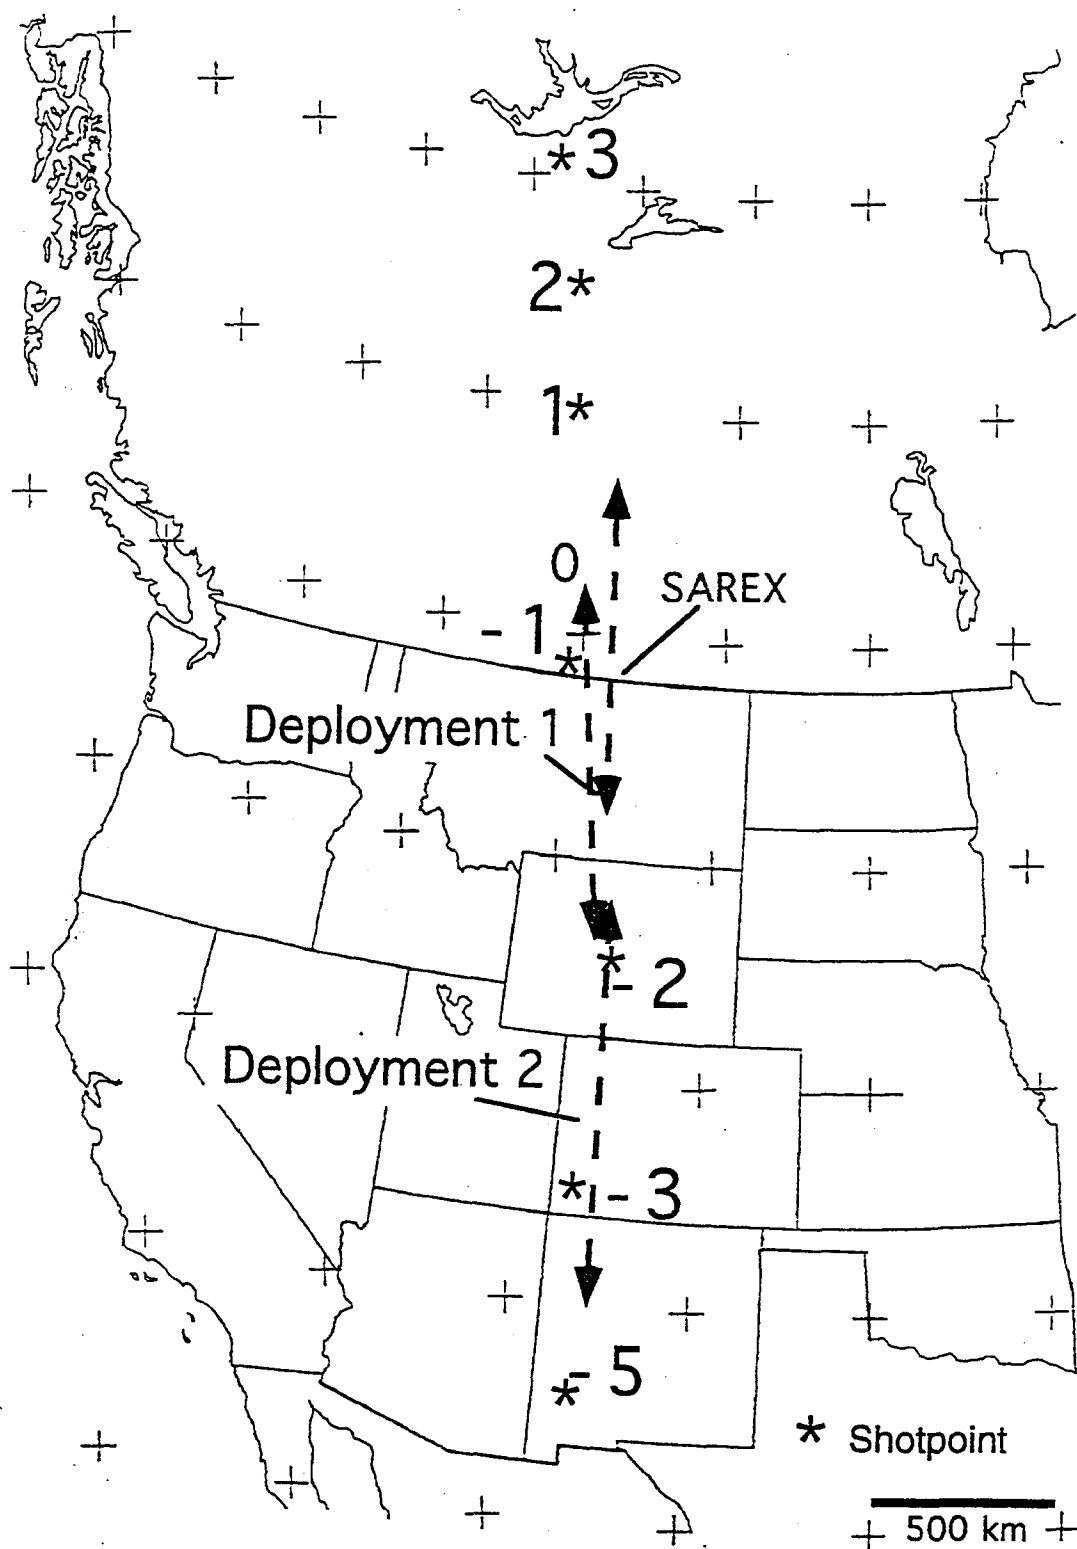 *3
2*
1*
0
SAREX
- 1
*
Deployment 1
*
- 2
Deployment 2
* - 3
* - 5
* Shotpoint
500 km